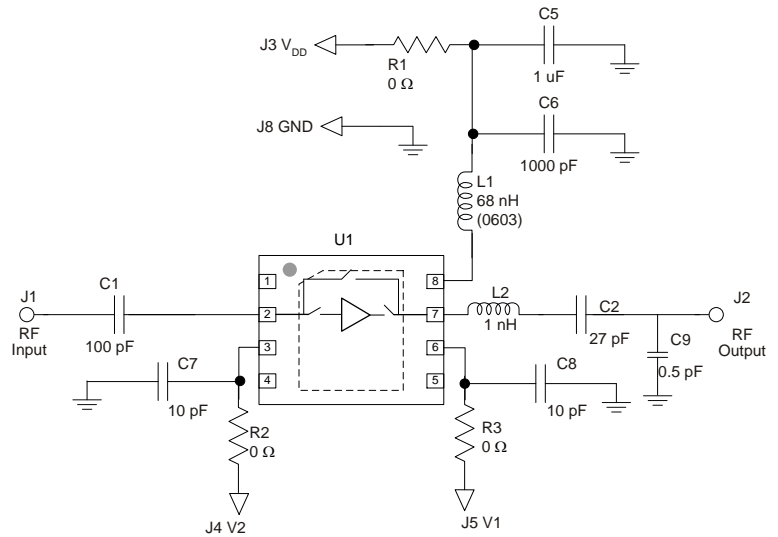 C5
J3 V_DD
R1
0 Ω
1 uF
C6
J8 GND
1000 pF
L1
68 nH
(0603)
U1
1
8
J1
C1
L2
C2
J2
2
7
RF
Input
100 pF
1 nH
27 pF
C9
RF
Output
0.5 pF
3
6
C7
C8
4
5
10 pF
10 pF
R2
0 Ω
R3
0 Ω
J4 V2
J5 V1